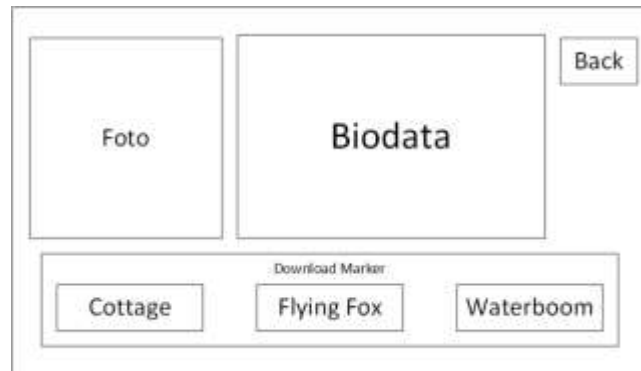 Foto
Biodata
Back
Download Marker
Cottage
Flying Fox
Waterboom